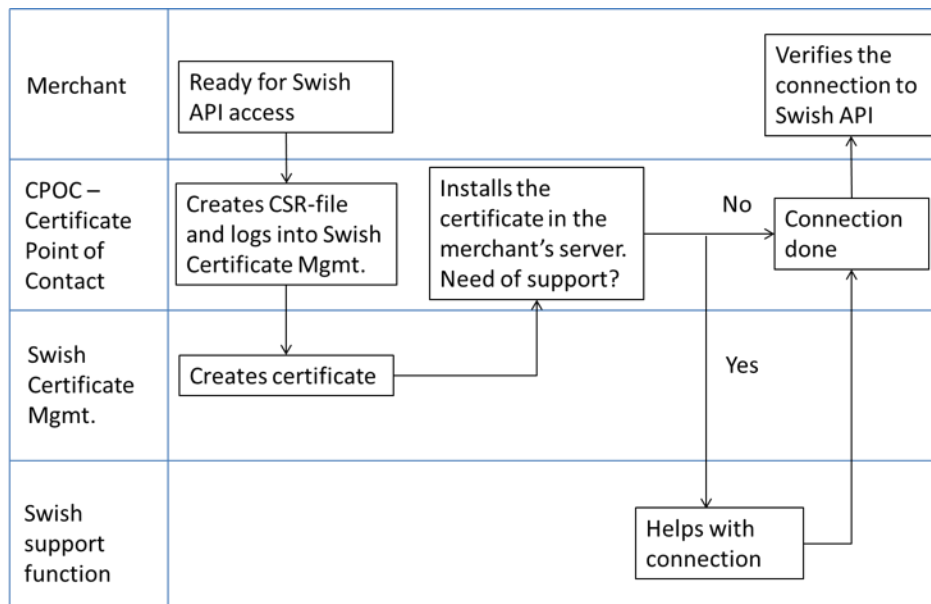 Merchant
Ready for Swish
API access
Verifies the
connection to
Swish API
CPOC –
Certificate
Point of
Contact
Creates CSR-file
and logs into Swish
Certificate Mgmt.
Installs the
certificate in the
merchant’s server.
Need of support?
No
Connection
done
Swish
Certificate
Mgmt.
Creates certificate
Yes
Swish
support
function
Helps with
connection